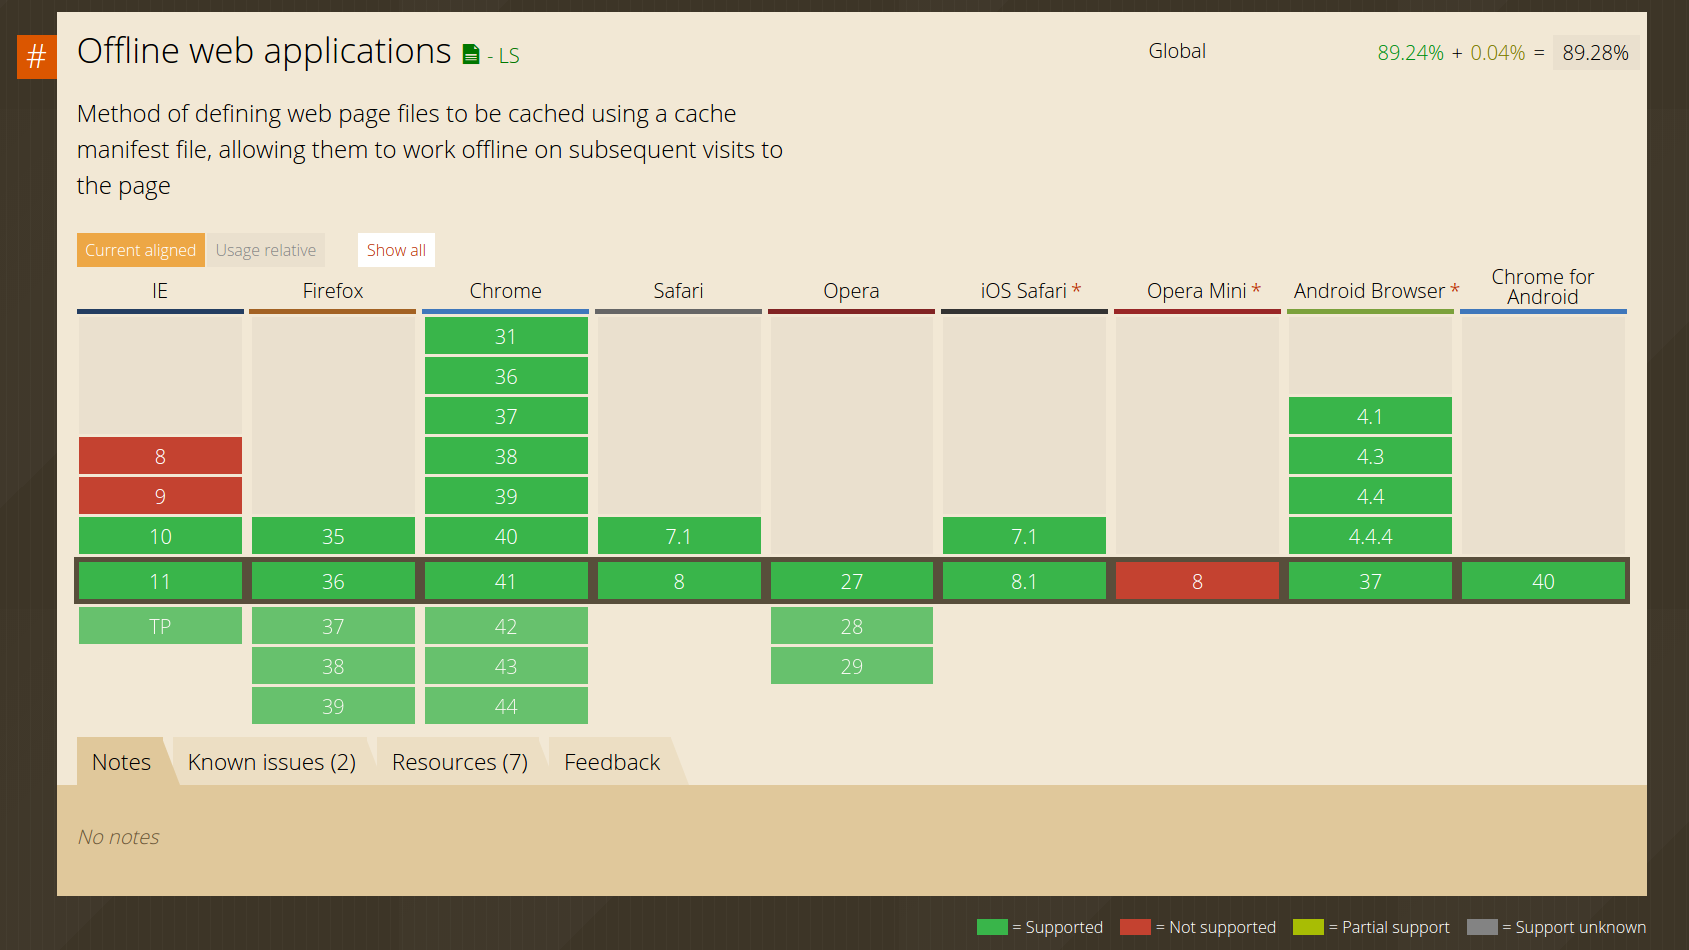 #
Offline web applications - LS
Global
89.24% + 0.04% = 89.28%
Method of defining web page files to be cached using a cache
manifest file, allowing them to work offline on subsequent visits to
the page
Current aligned Usage relative Show all
IE Firefox Chrome Safari Opera iOS Safari * Opera Mini * Android Browser * Chrome for
Android
31
36
37 4.1
8 38 4.3
9 39 4.4
10 35 40 7.1 7.1 4.4.4
11 36 41 8 27 8.1 8 37 40
TP 37 42 28
38 43 29
39 44
Notes Known issues (2) Resources (7) Feedback
No notes
= Supported = Not supported = Partial support = Support unknown